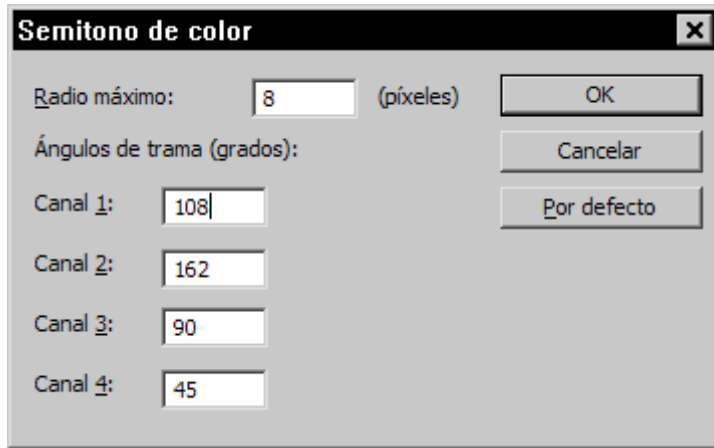 Semitono de color
Radio máximo: 8 (píxeles) OK
Ángulos de trama (grados): Cancelar
Canal 1: 108 Por defecto
Canal 2: 162
Canal 3: 90
Canal 4: 45